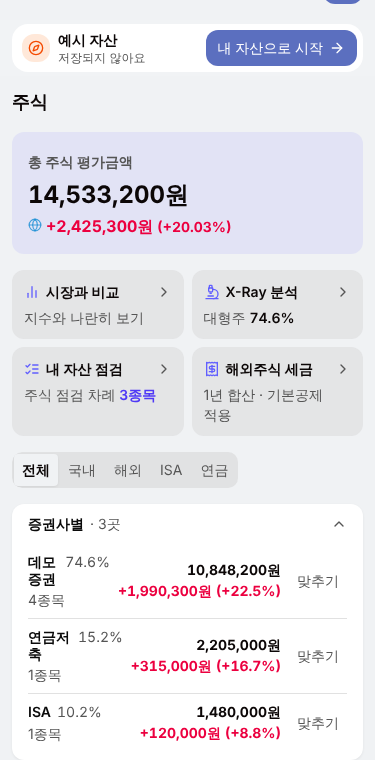 예시 자산
저장되지 않아요
내 자산으로 시작 →
주식
총 주식 평가금액
14,533,200원
+2,425,300원 (+20.03%)
시장과 비교
지수와 나란히 보기
X-Ray 분석
대형주 74.6%
내 자산 점검
주식 점검 차례 3종목
해외주식 세금
1년 합산 · 기본공제
적용
전체 국내 해외 ISA 연금
증권사별 · 3곳
데모 74.6%
증권
4종목
10,848,200원
+1,990,300원 (+22.5%)
맞추기
연금저 15.2%
축
1종목
2,205,000원
+315,000원 (+16.7%)
맞추기
ISA 10.2%
1종목
1,480,000원
+120,000원 (+8.8%)
맞추기